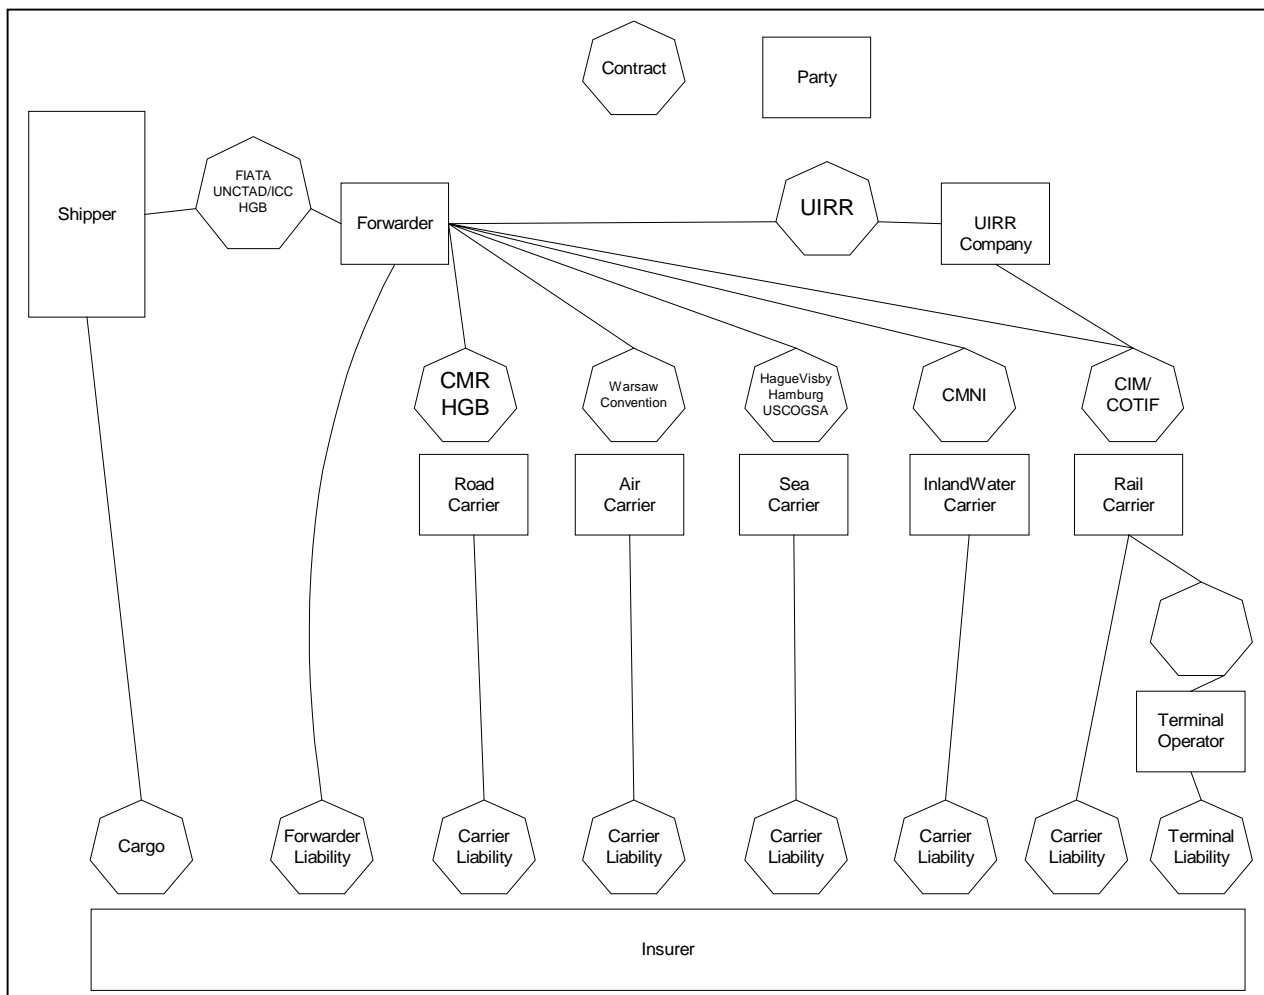 Contract
Party
Shipper
FIATA
UNCTAD/ICC
HGB
Forwarder
UIRR
UIRR
Company
CMR
HGB
Warsaw
Convention
HagueVisby
Hamburg
USCOGSA
CMNI
CIM/
COTIF
Road
Carrier
Air
Carrier
Sea
Carrier
InlandWater
Carrier
Rail
Carrier
Terminal
Operator
Cargo
Forwarder
Liability
Carrier
Liability
Carrier
Liability
Carrier
Liability
Carrier
Liability
Carrier
Liability
Terminal
Liability
Insurer